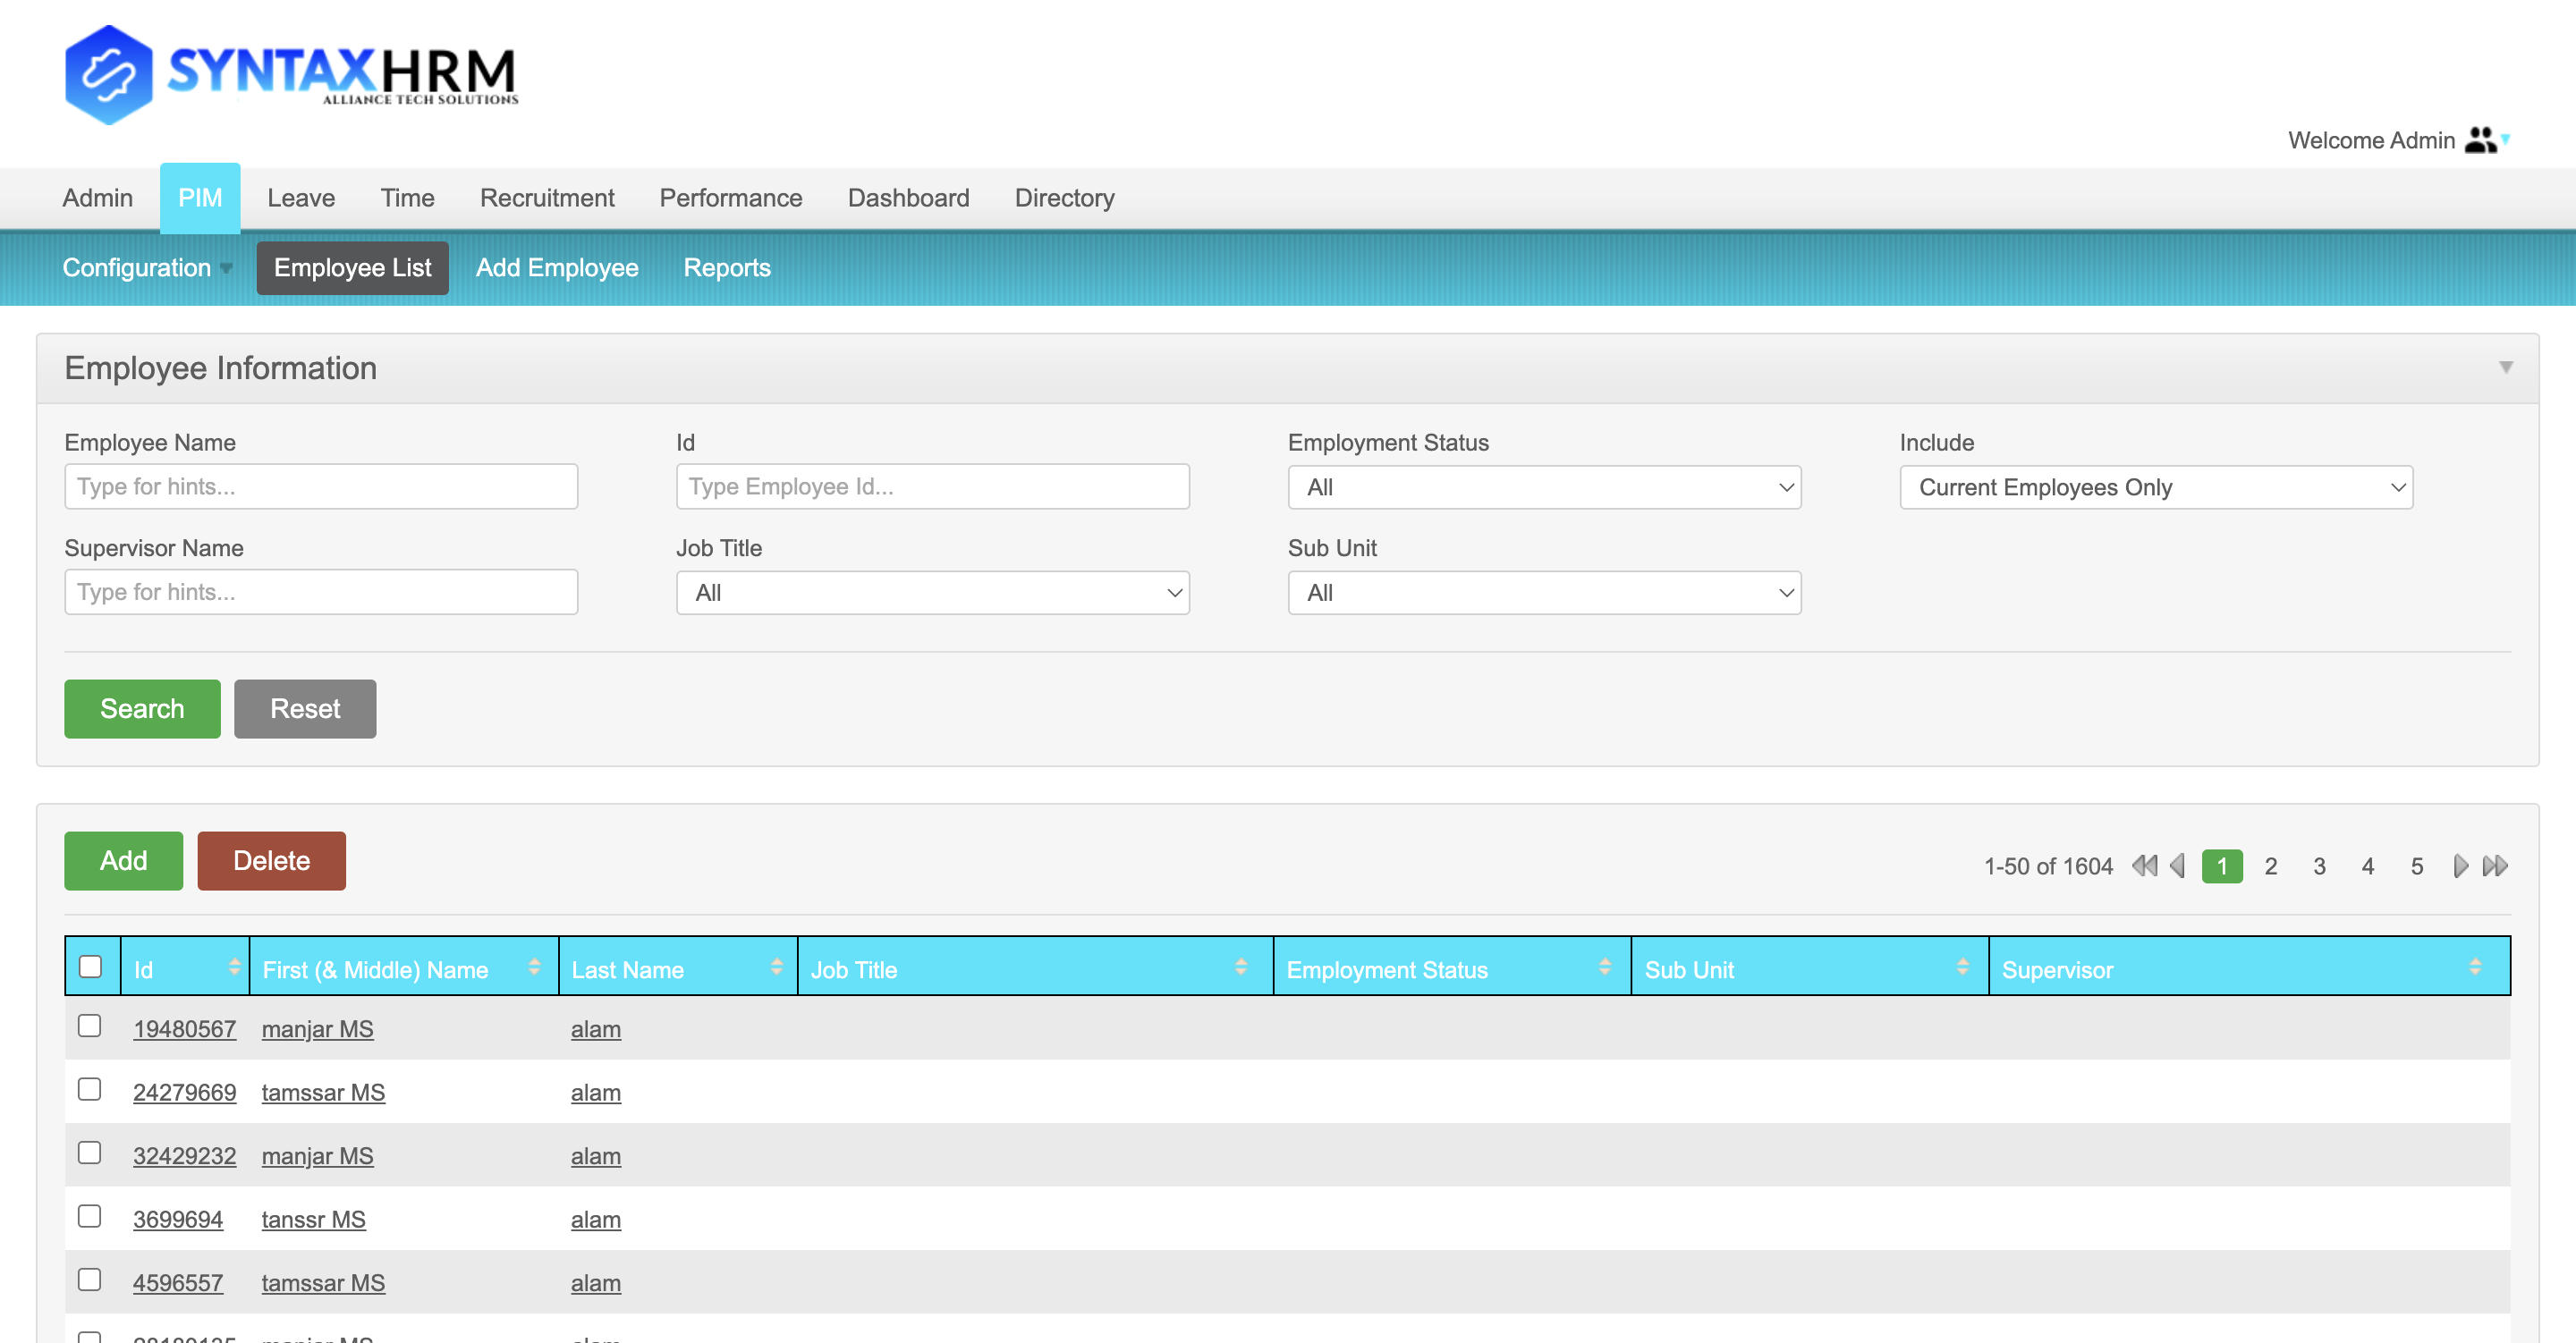 SYNTAXHRM
ALLIANCE TECH SOLUTIONS
Welcome Admin
Admin PIM Leave Time Recruitment Performance Dashboard Directory
Configuration Employee List Add Employee Reports
Employee Information
Employee Name Id Employment Status Include
Type for hints... Type Employee Id... All Current Employees Only
Supervisor Name Job Title Sub Unit
Type for hints... All All
Search Reset
Add Delete 1-50 of 1604 1 2 3 4 5
Id First (& Middle) Name Last Name Job Title Employment Status Sub Unit Supervisor
19480567 manjar MS alam
24279669 tamssar MS alam
32429232 manjar MS alam
3699694 tanssr MS alam
4596557 tamssar MS alam